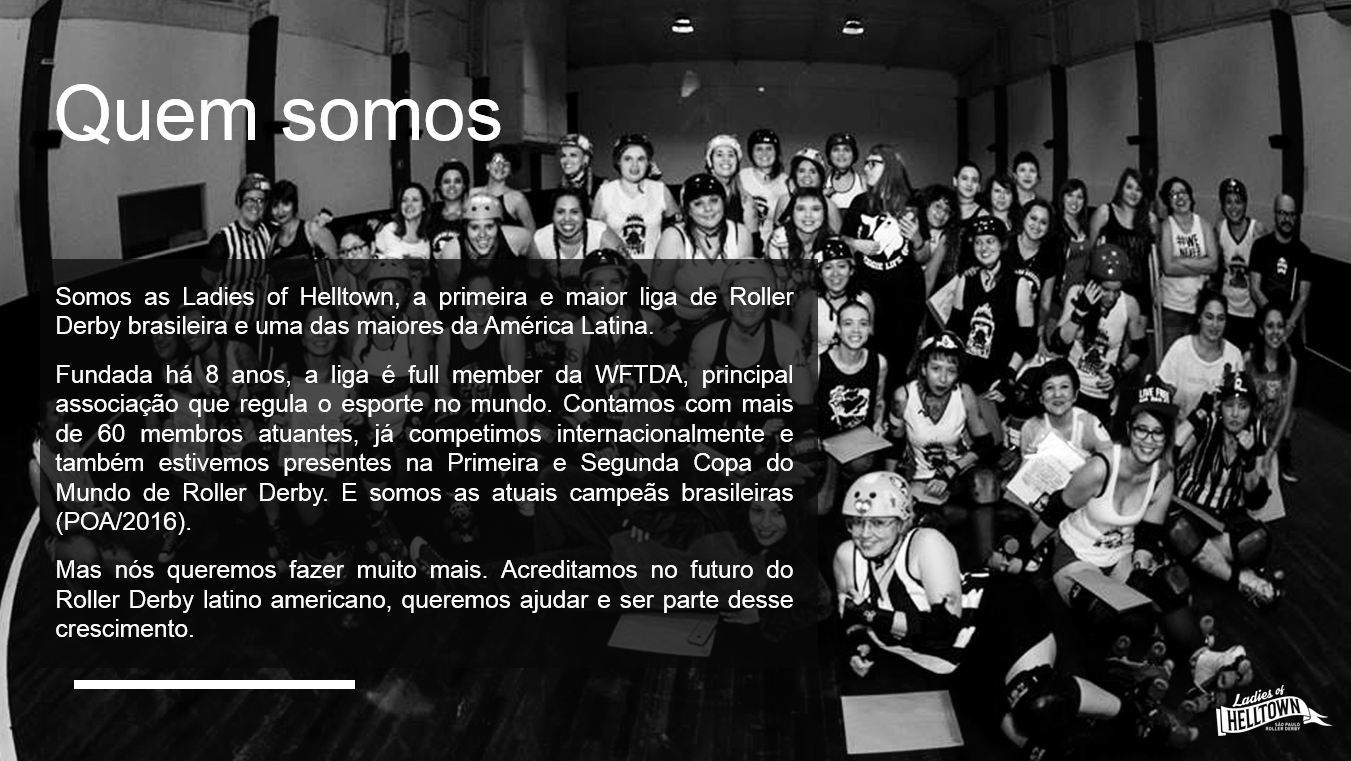 Quem somos
Somos as Ladies of Helltown, a primeira e maior liga de Roller
Derby brasileira e uma das maiores da América Latina.
Fundada há 8 anos, a liga é full member da WFTDA, principal
associação que regula o esporte no mundo. Contamos com mais
de 60 membros atuantes, já competimos internacionalmente e
também estivemos presentes na Primeira e Segunda Copa do
Mundo de Roller Derby. E somos as atuais campeãs brasileiras
(POA/2016).
Mas nós queremos fazer muito mais. Acreditamos no futuro do
Roller Derby latino americano, queremos ajudar e ser parte desse
crescimento.
#WE
LIVE FREE
Ladies of
HELLTOWN
SÃO PAULO
ROLLER DERBY